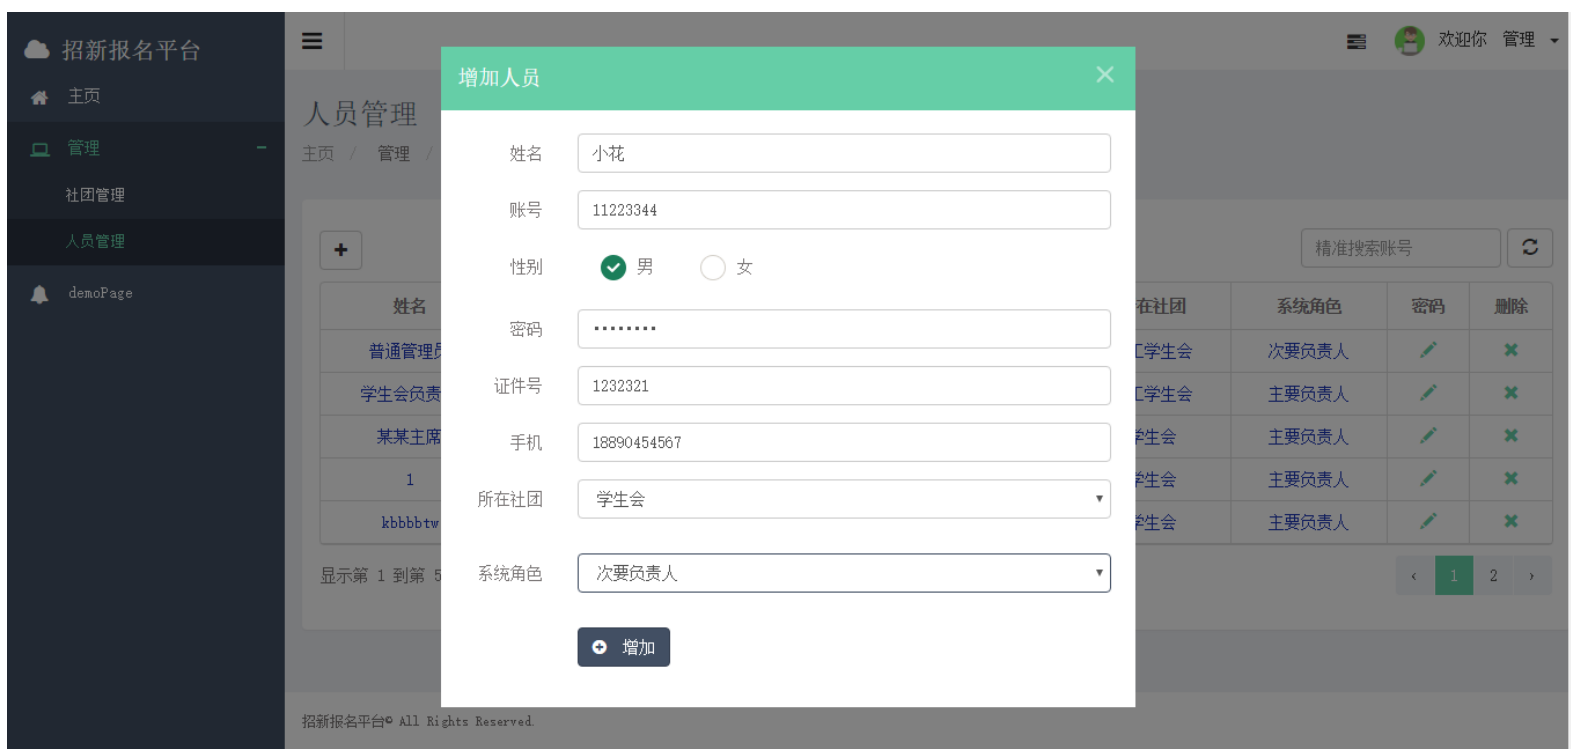 招新报名平台
主页
管理
社团管理
人员管理
demoPage
欢迎你 管理
人员管理
主页 / 管理 /
精准搜索账号
姓名
在社团 系统角色 密码 删除
普通管理员
学生会 次要负责人
学生会负责
学生会 主要负责人
某某主席
学生会 主要负责人
1
学生会 主要负责人
kbbbbtw
学生会 主要负责人
显示第 1 到第 5
‹ 1 2 ›
招新报名平台© All Rights Reserved.
增加人员
姓名 小花
账号 11223344
性别 男 女
密码 ········
证件号 1232321
手机 18890454567
所在社团 学生会
系统角色 次要负责人
增加